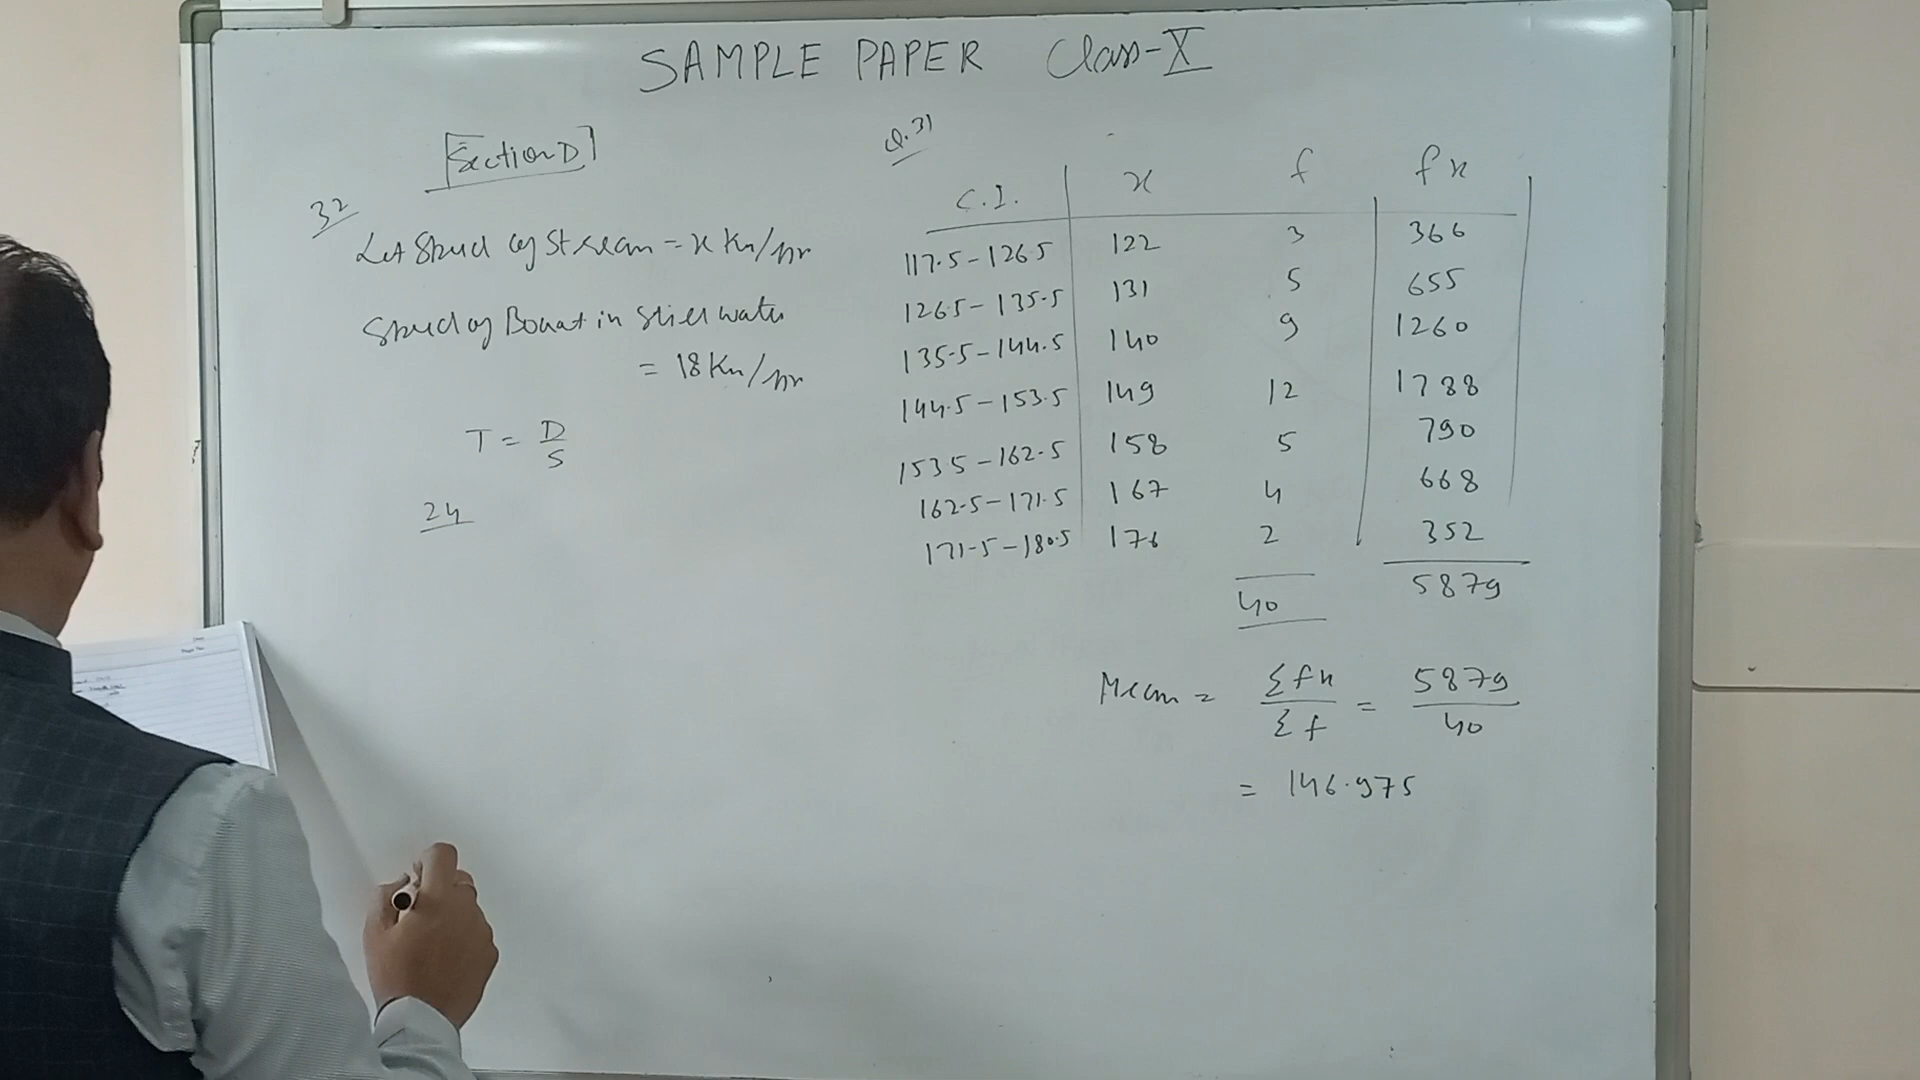 SAMPLE PAPER Class-X
Section D
32
Let Speed of Stream = x Km/hr
Speed of Boat in Still water
= 18 Km/hr
T = D/S
24
Q.31
C.I. x f fx
117.5-126.5 122 3 366
126.5-135.5 131 5 655
135.5-144.5 140 9 1260
144.5-153.5 149 12 1788
153.5-162.5 158 5 790
162.5-171.5 167 4 668
171.5-180.5 176 2 352
40 5879
Mean = Σfx/Σf = 5879/40
= 146.975